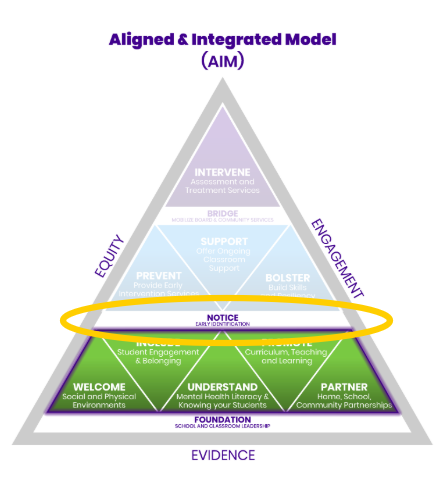 Aligned & Integrated Model
(AIM)
INTERVENE
Assessment and
Treatment Services
BRIDGE
MOBILIZE BOARD & COMMUNITY SERVICES
EQUITY
ENGAGEMENT
SUPPORT
Offer Ongoing
Classroom
Support
PREVENT
Provide Early
Intervention Services
BOLSTER
Build Skills
NOTICE
EARLY IDENTIFICATION
INCLUDE
Student Engagement
& Belonging
PROMOTE
Curriculum, Teaching
and Learning
WELCOME
Social and Physical
Environments
UNDERSTAND
Mental Health Literacy &
Knowing your Students
PARTNER
Home, School,
Community Partnerships
FOUNDATION
SCHOOL AND CLASSROOM LEADERSHIP
EVIDENCE